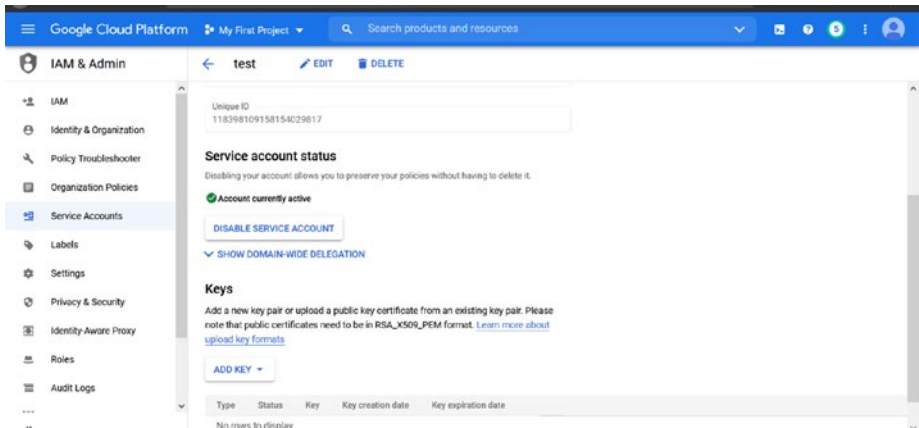 Google Cloud Platform
My First Project
Search products and resources
S
IAM & Admin
test
EDIT
DELETE
IAM
Identity & Organization
Policy Troubleshooter
Organization Policies
Service Accounts
Labels
Settings
Privacy & Security
Identity-Aware Proxy
Roles
Audit Logs
Unique ID
118398109158154029817
Service account status
Disabling your account allows you to preserve your policies without having to delete it.
Account currently active
DISABLE SERVICE ACCOUNT
SHOW DOMAIN-WIDE DELEGATION
Keys
Add a new key pair or upload a public key certificate from an existing key pair. Please
note that public certificates need to be in RSA_X509_PEM format. Learn more about
upload key formats
ADD KEY
Type Status Key Key creation date Key expiration date
No rows to display